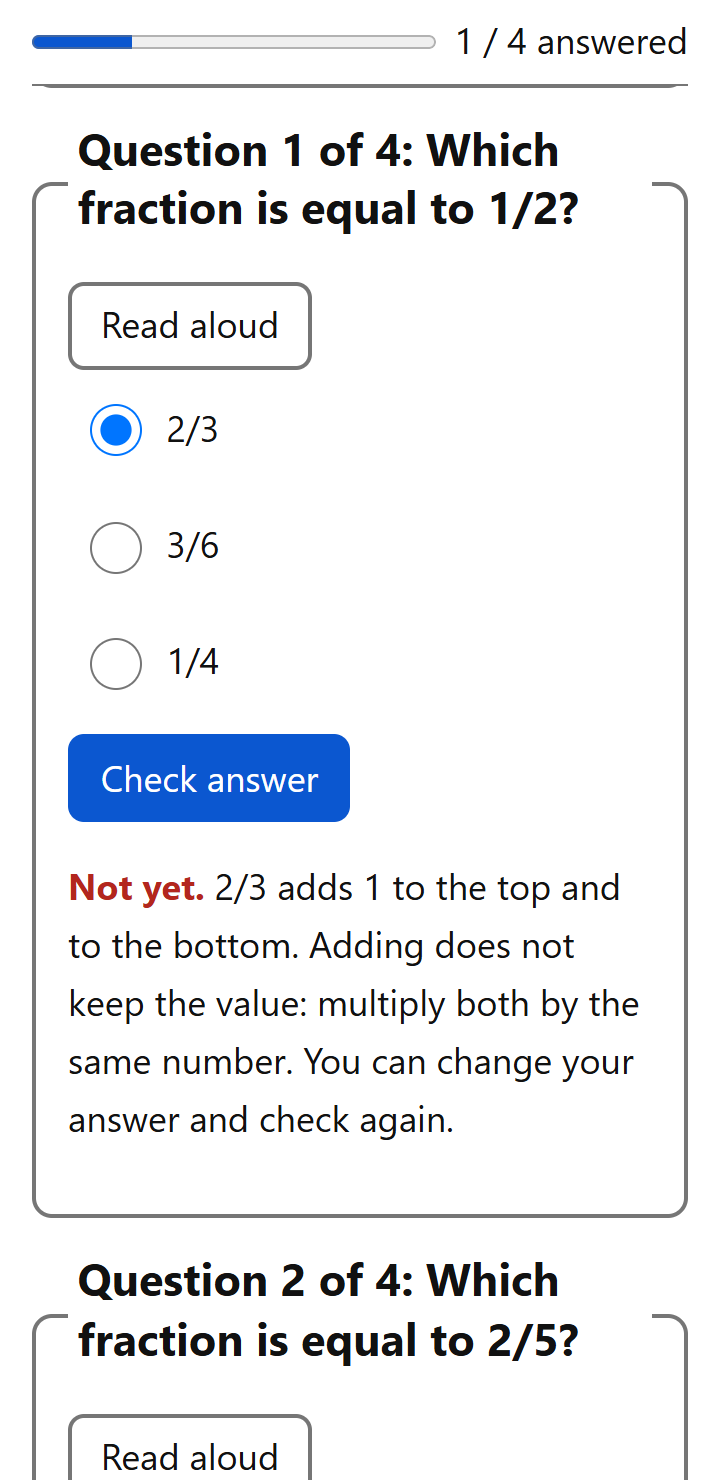 1 / 4 answered
Question 1 of 4: Which
fraction is equal to 1/2?
Read aloud
2/3
3/6
1/4
Check answer
Not yet. 2/3 adds 1 to the top and
to the bottom. Adding does not
keep the value: multiply both by the
same number. You can change your
answer and check again.
Question 2 of 4: Which
fraction is equal to 2/5?
Read aloud